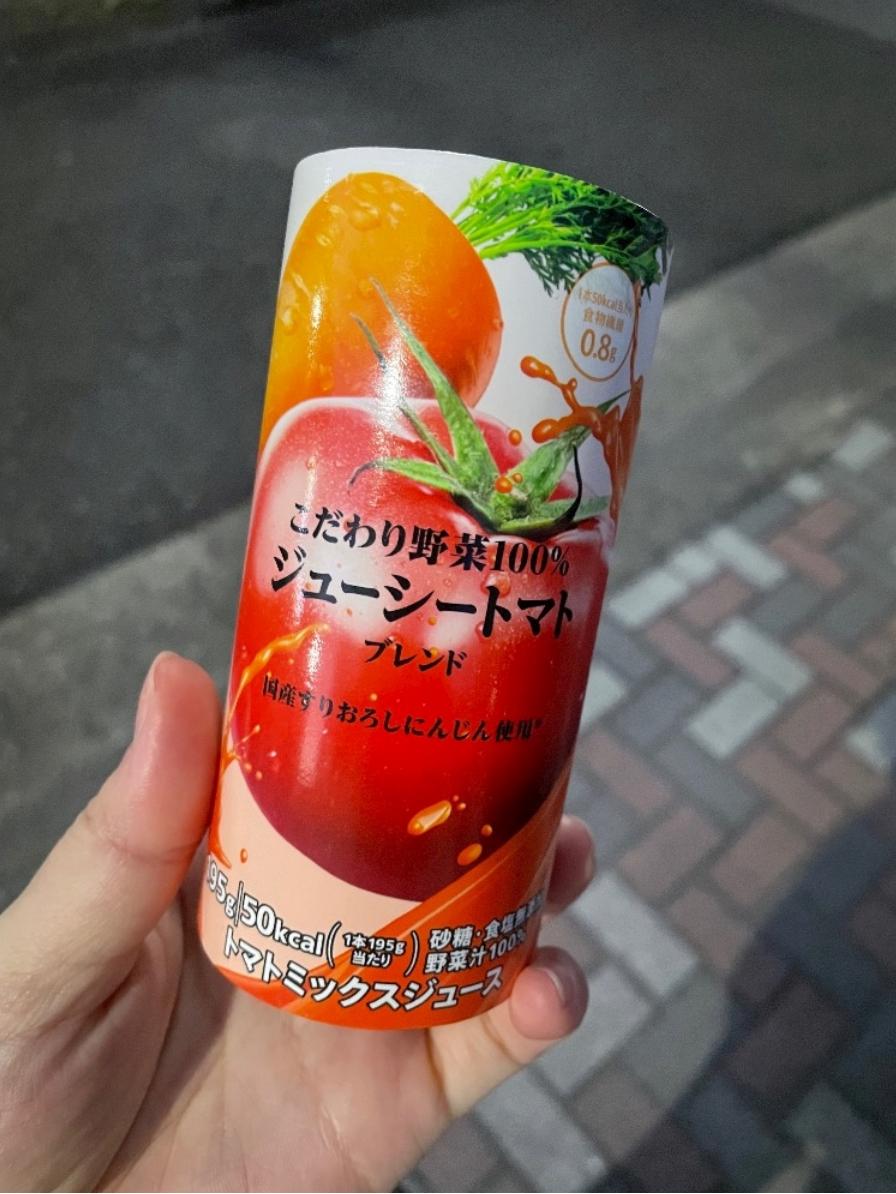 1本50kcal当たり
食物繊維
0.8g
こだわり野菜100%
ジューシートマト
ブレンド
国産すりおろしにんじん使用※
195g
50kcal
(1本195g
当たり)
砂糖・食塩無添加
野菜汁100%
トマトミックスジュース